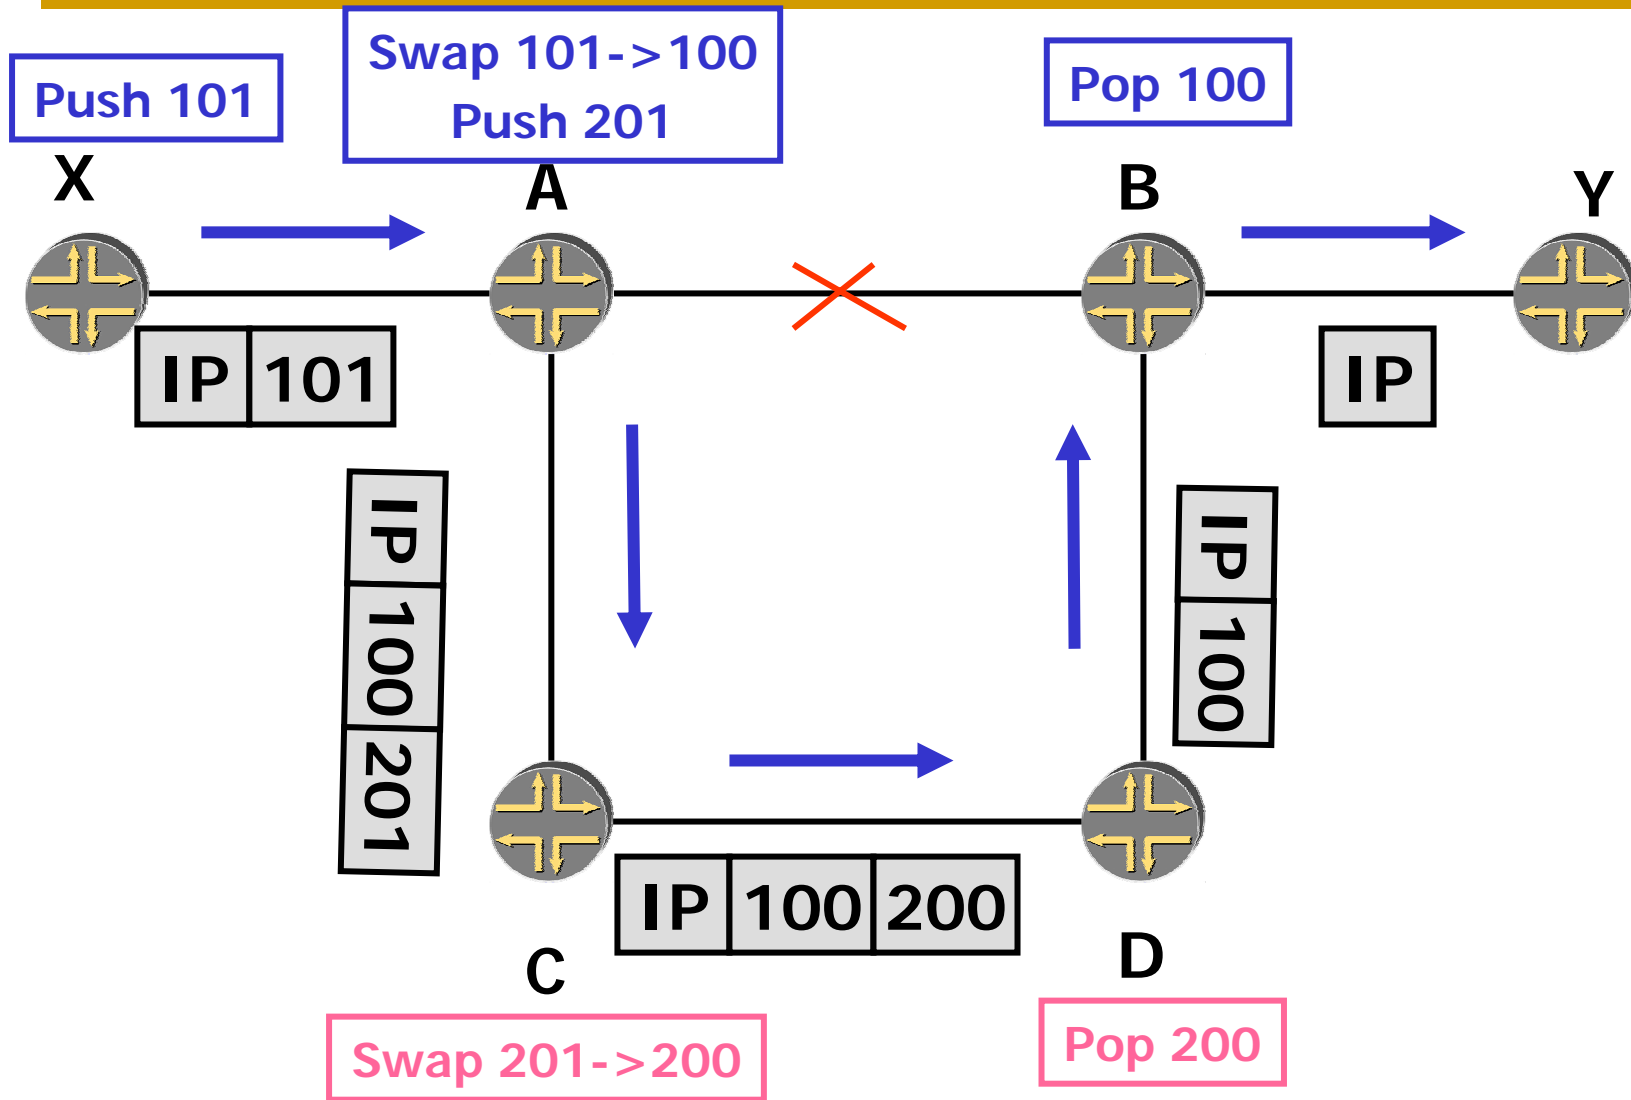 Push 101
Swap 101->100
Push 201
Pop 100
X
A
B
Y
IP 101
IP
IP 100 201
IP 100
IP 100 200
C
D
Swap 201->200
Pop 200